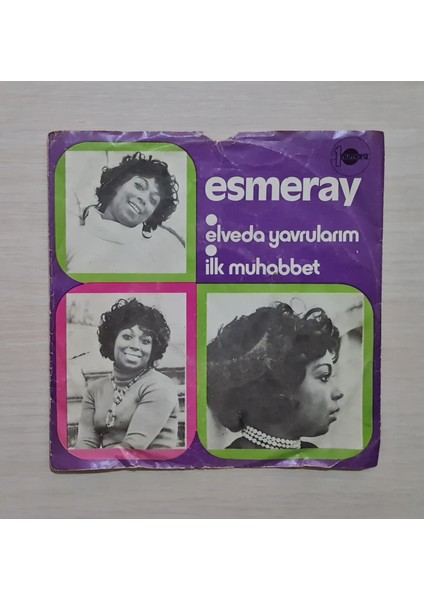 esmeray
elveda yavrularım
ilk muhabbet